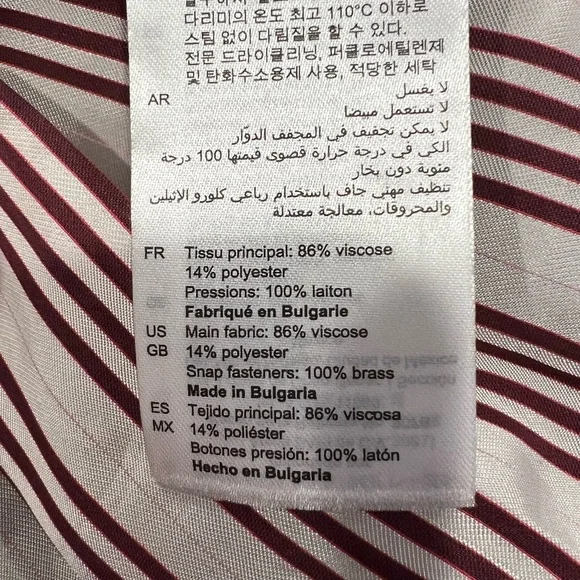 다리미의 온도 최고 110°C 이하로
스팀 없이 다림질을 할 수 있다.
전문 드라이클리닝, 퍼클로에틸렌제
및 탄화수소용제 사용, 적당한 세탁
AR
لا يغسل
لا تستعمل مبيضا
لا يمكن تجفيف في المجفف الدوّار
الكي في درجة حرارة قصوى قيمتها 100 درجة
مئوية دون بخار
تنظيف مهني جاف باستخدام رباعي كلورو الإثيلين
والمحروقات، معالجة معتدلة
FR Tissu principal: 86% viscose
14% polyester
Pressions: 100% laiton
Fabriqué en Bulgarie
US Main fabric: 86% viscose
GB 14% polyester
Snap fasteners: 100% brass
Made in Bulgaria
ES Tejido principal: 86% viscosa
MX 14% poliéster
Botones presión: 100% latón
Hecho en Bulgaria